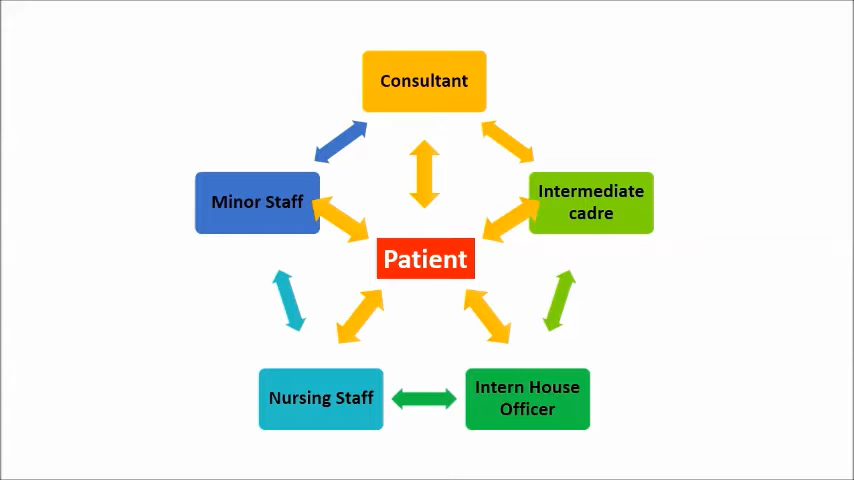 Consultant
Minor Staff
Intermediate
cadre
Patient
Nursing Staff
Intern House
Officer